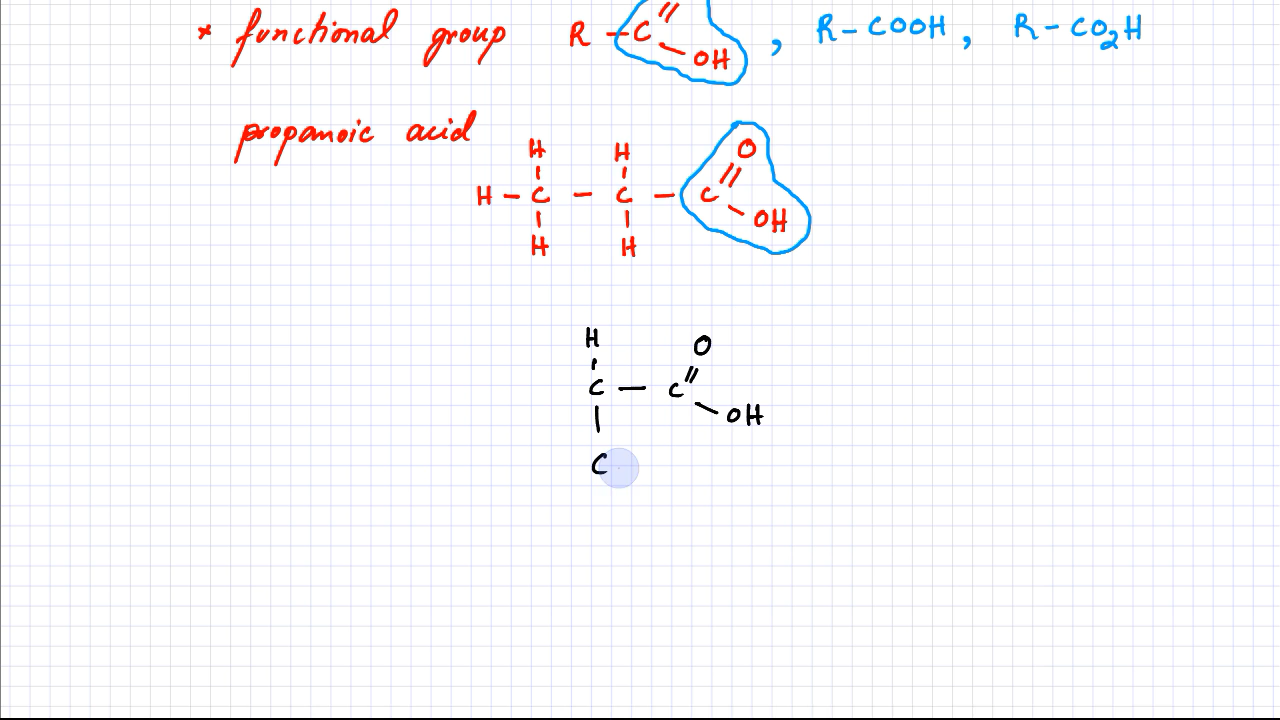 * functional group R - C = OH , R - COOH , R - CO₂H
propanoic acid
H H O
H - C - C - C = OH
H H
H O
C - C = OH
C